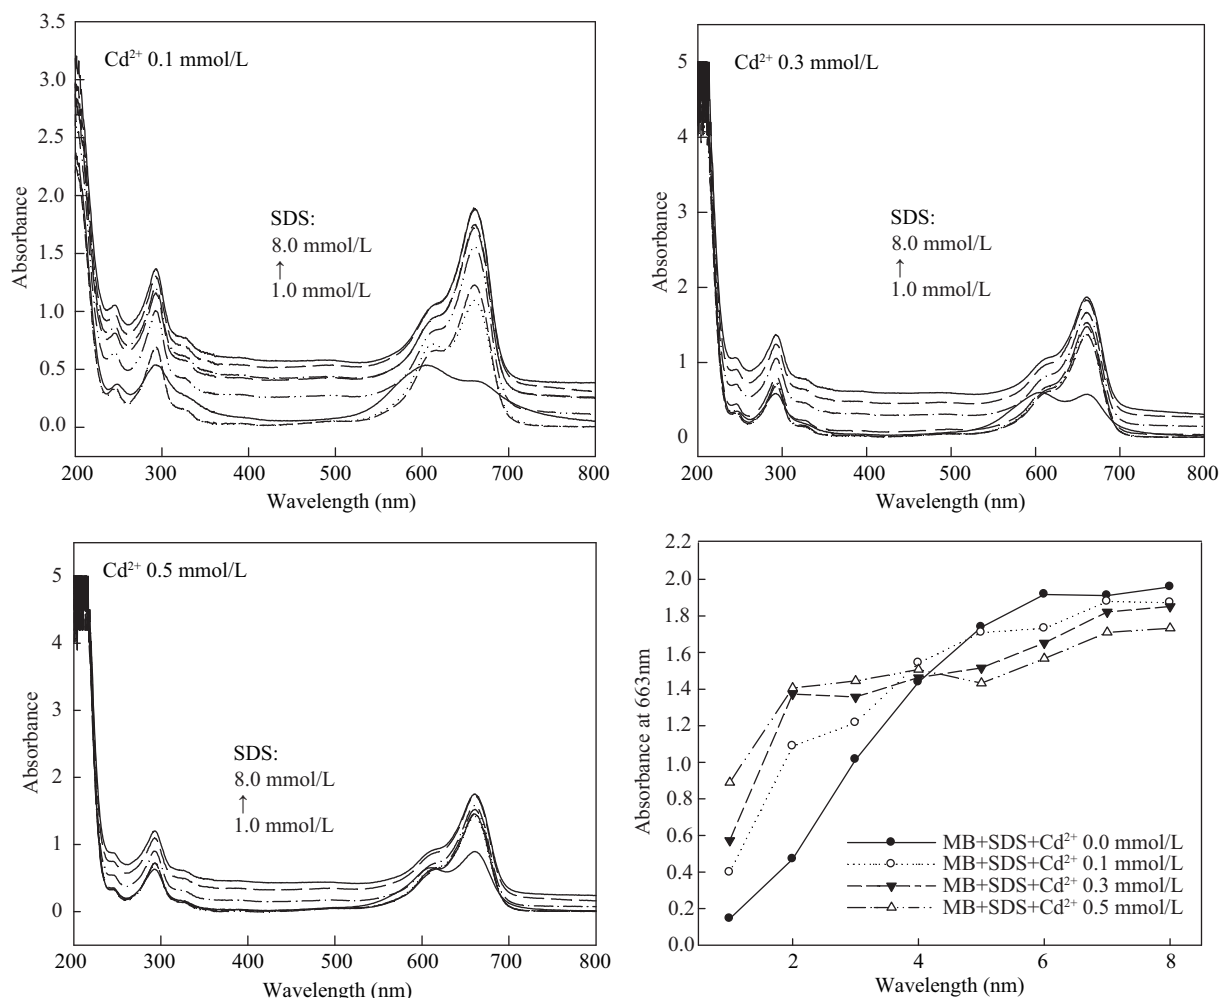 3.5
3.0
2.5
2.0
1.5
1.0
0.5
0.0
Absorbance
Cd²⁺ 0.1 mmol/L
SDS:
8.0 mmol/L
↑
1.0 mmol/L
200 300 400 500 600 700 800
Wavelength (nm)
5
4
3
2
1
0
Absorbance
Cd²⁺ 0.3 mmol/L
SDS:
8.0 mmol/L
↑
1.0 mmol/L
200 300 400 500 600 700 800
Wavelength (nm)
5
4
3
2
1
0
Absorbance
Cd²⁺ 0.5 mmol/L
SDS:
8.0 mmol/L
↑
1.0 mmol/L
200 300 400 500 600 700 800
Wavelength (nm)
2.2
2.0
1.8
1.6
1.4
1.2
1.0
0.8
0.6
0.4
0.2
0.0
Absorbance at 663nm
MB+SDS+Cd²⁺ 0.0 mmol/L
MB+SDS+Cd²⁺ 0.1 mmol/L
MB+SDS+Cd²⁺ 0.3 mmol/L
MB+SDS+Cd²⁺ 0.5 mmol/L
2 4 6 8
Wavelength (nm)